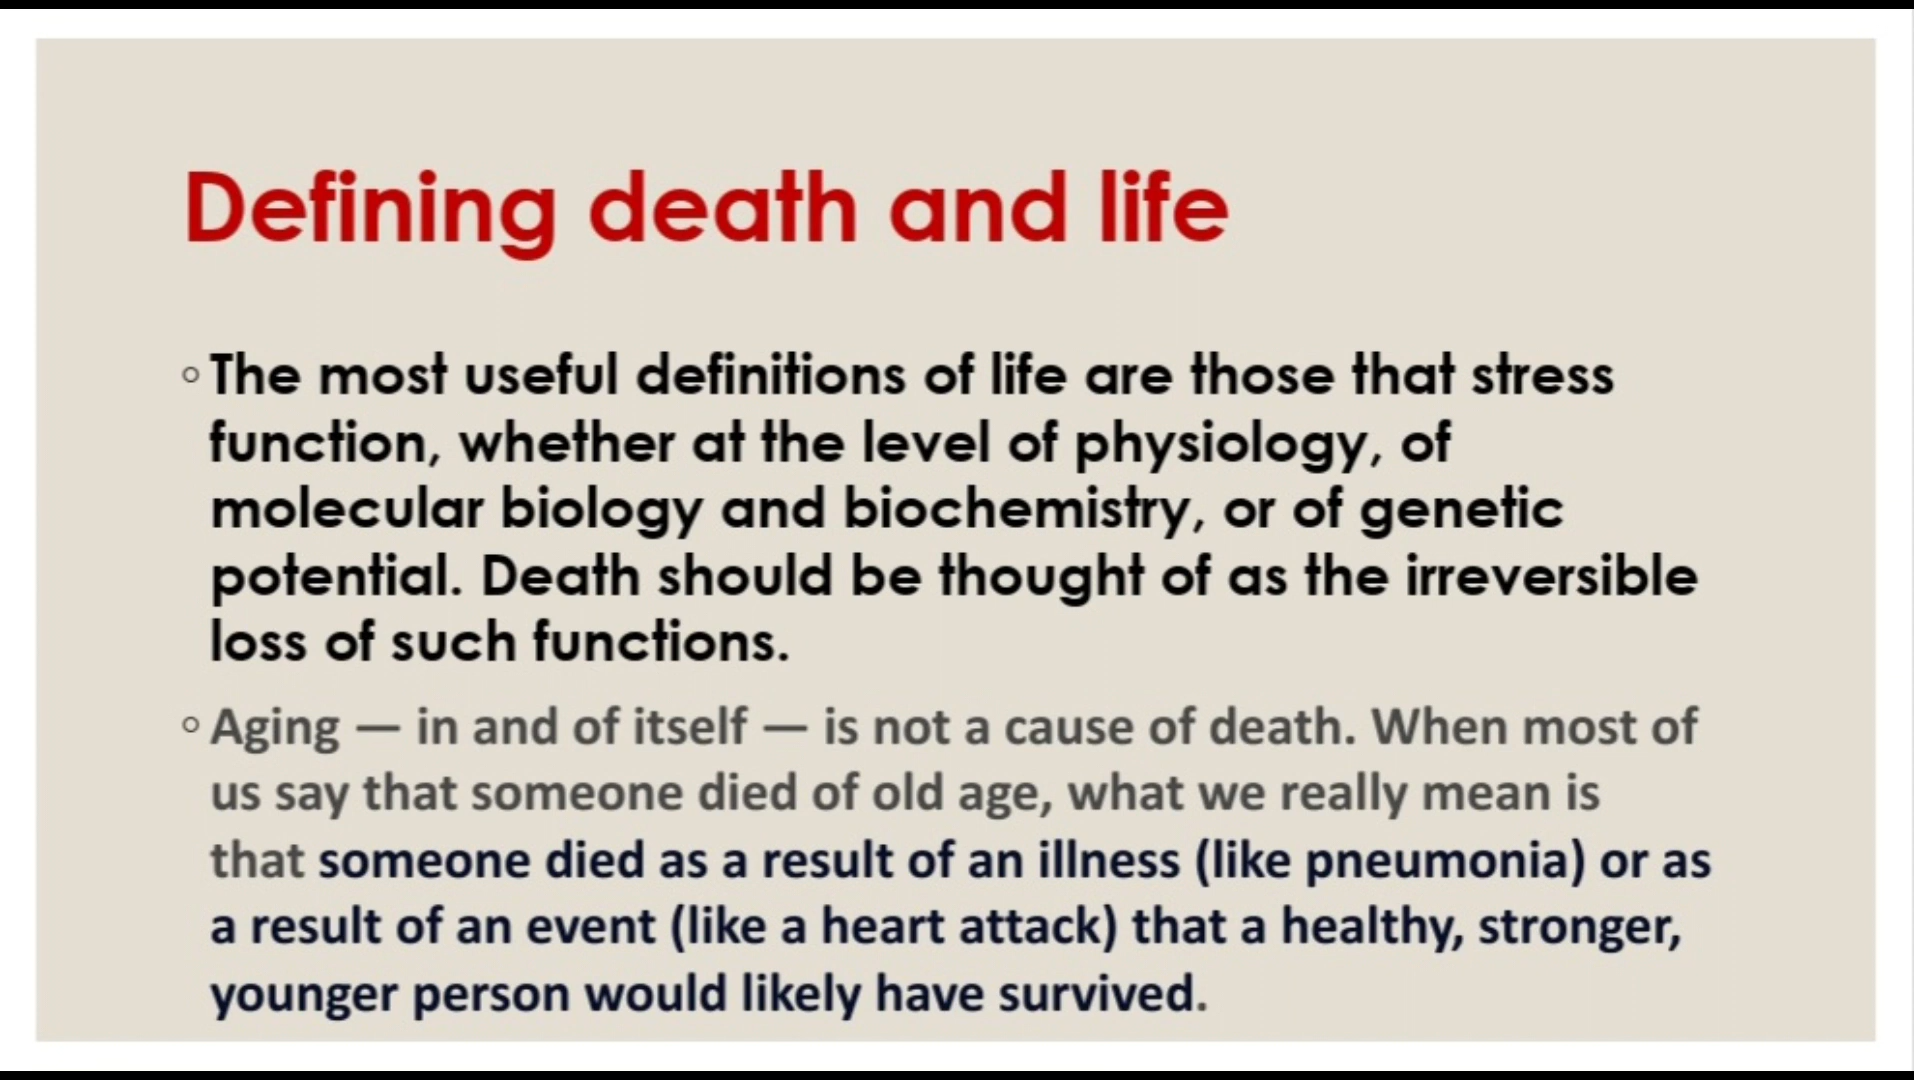 Defining death and life
◦ The most useful definitions of life are those that stress
function, whether at the level of physiology, of
molecular biology and biochemistry, or of genetic
potential. Death should be thought of as the irreversible
loss of such functions.
◦ Aging — in and of itself — is not a cause of death. When most of
us say that someone died of old age, what we really mean is
that someone died as a result of an illness (like pneumonia) or as
a result of an event (like a heart attack) that a healthy, stronger,
younger person would likely have survived.